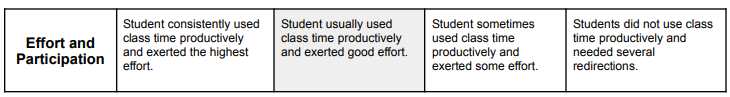 Effort and
Participation
Student consistently used
class time productively
and exerted the highest
effort.
Student usually used
class time productively
and exerted good effort.
Student sometimes
used class time
productively and
exerted some effort.
Students did not use class
time productively and
needed several
redirections.